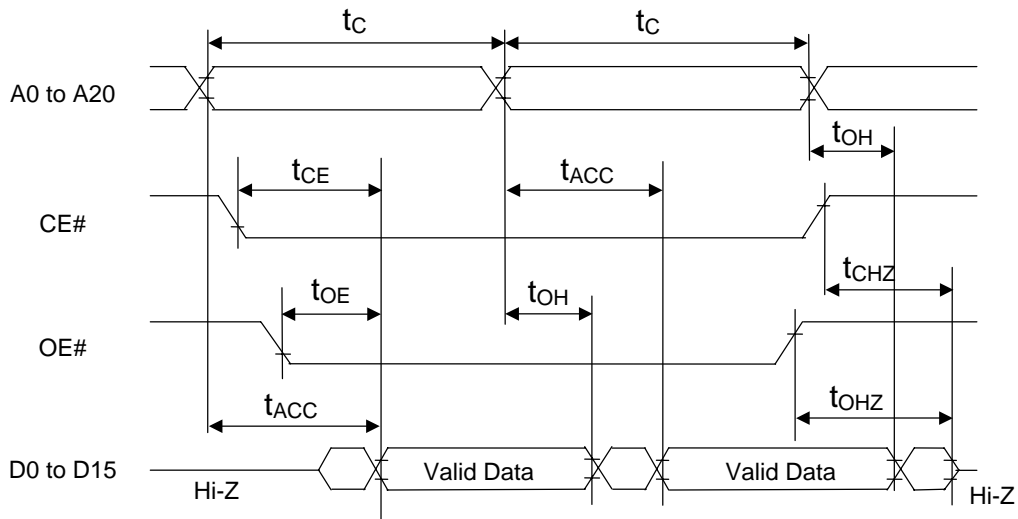 tC tC
A0 to A20
tOH
tCE tACC
CE#
tCHZ
tOE tOH
OE#
tACC tOHZ
D0 to D15 Valid Data Valid Data
Hi-Z Hi-Z